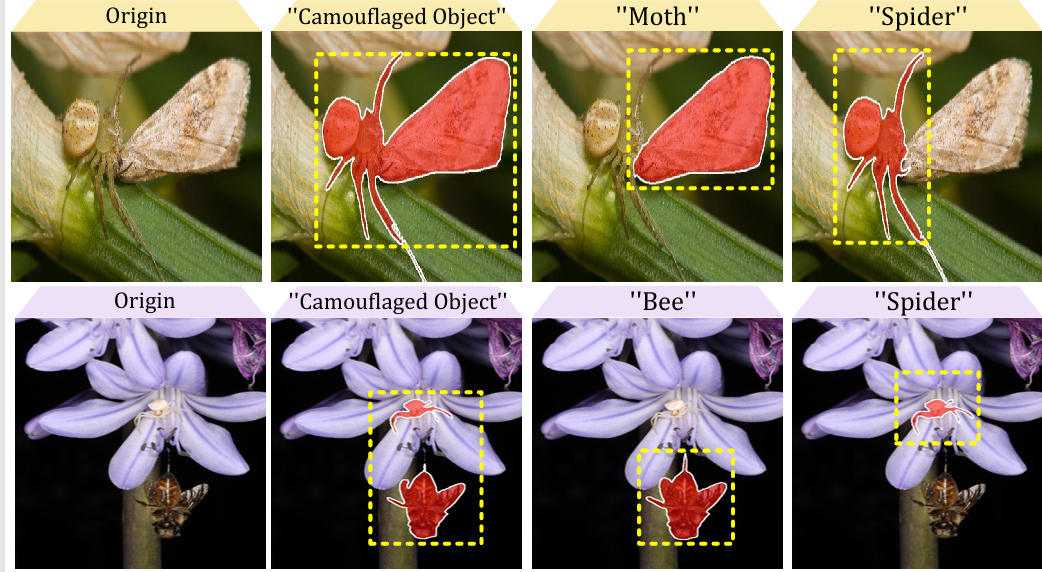 Origin
"Camouflaged Object"
"Moth"
"Spider"
Origin
"Camouflaged Object"
"Bee"
"Spider"